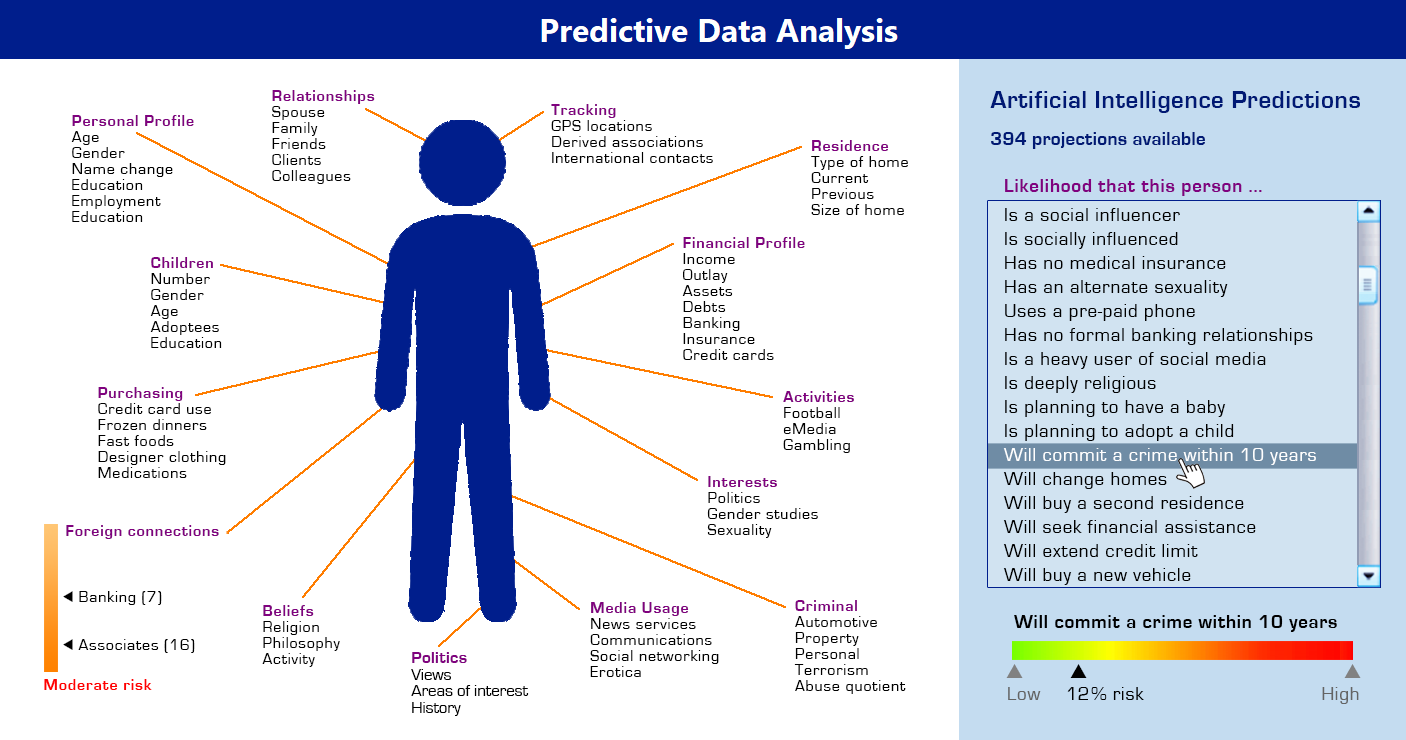 Predictive Data Analysis
Relationships
Spouse
Family
Friends
Clients
Colleagues
Tracking
GPS locations
Derived associations
International contacts
Personal Profile
Age
Gender
Name change
Education
Employment
Education
Residence
Type of home
Current
Previous
Size of home
Children
Number
Gender
Age
Adoptees
Education
Financial Profile
Income
Outlay
Assets
Debts
Banking
Insurance
Credit cards
Purchasing
Credit card use
Frozen dinners
Fast foods
Designer clothing
Medications
Activities
Football
eMedia
Gambling
Interests
Politics
Gender studies
Sexuality
Foreign connections
Banking (7)
Associates (16)
Moderate risk
Beliefs
Religion
Philosophy
Activity
Politics
Views
Areas of interest
History
Media Usage
News services
Communications
Social networking
Erotica
Criminal
Automotive
Property
Personal
Terrorism
Abuse quotient
Artificial Intelligence Predictions
394 projections available
Likelihood that this person ...
Is a social influencer
Is socially influenced
Has no medical insurance
Has an alternate sexuality
Uses a pre-paid phone
Has no formal banking relationships
Is a heavy user of social media
Is deeply religious
Is planning to have a baby
Is planning to adopt a child
Will commit a crime within 10 years
Will change homes
Will buy a second residence
Will seek financial assistance
Will extend credit limit
Will buy a new vehicle
Will commit a crime within 10 years
Low 12% risk High